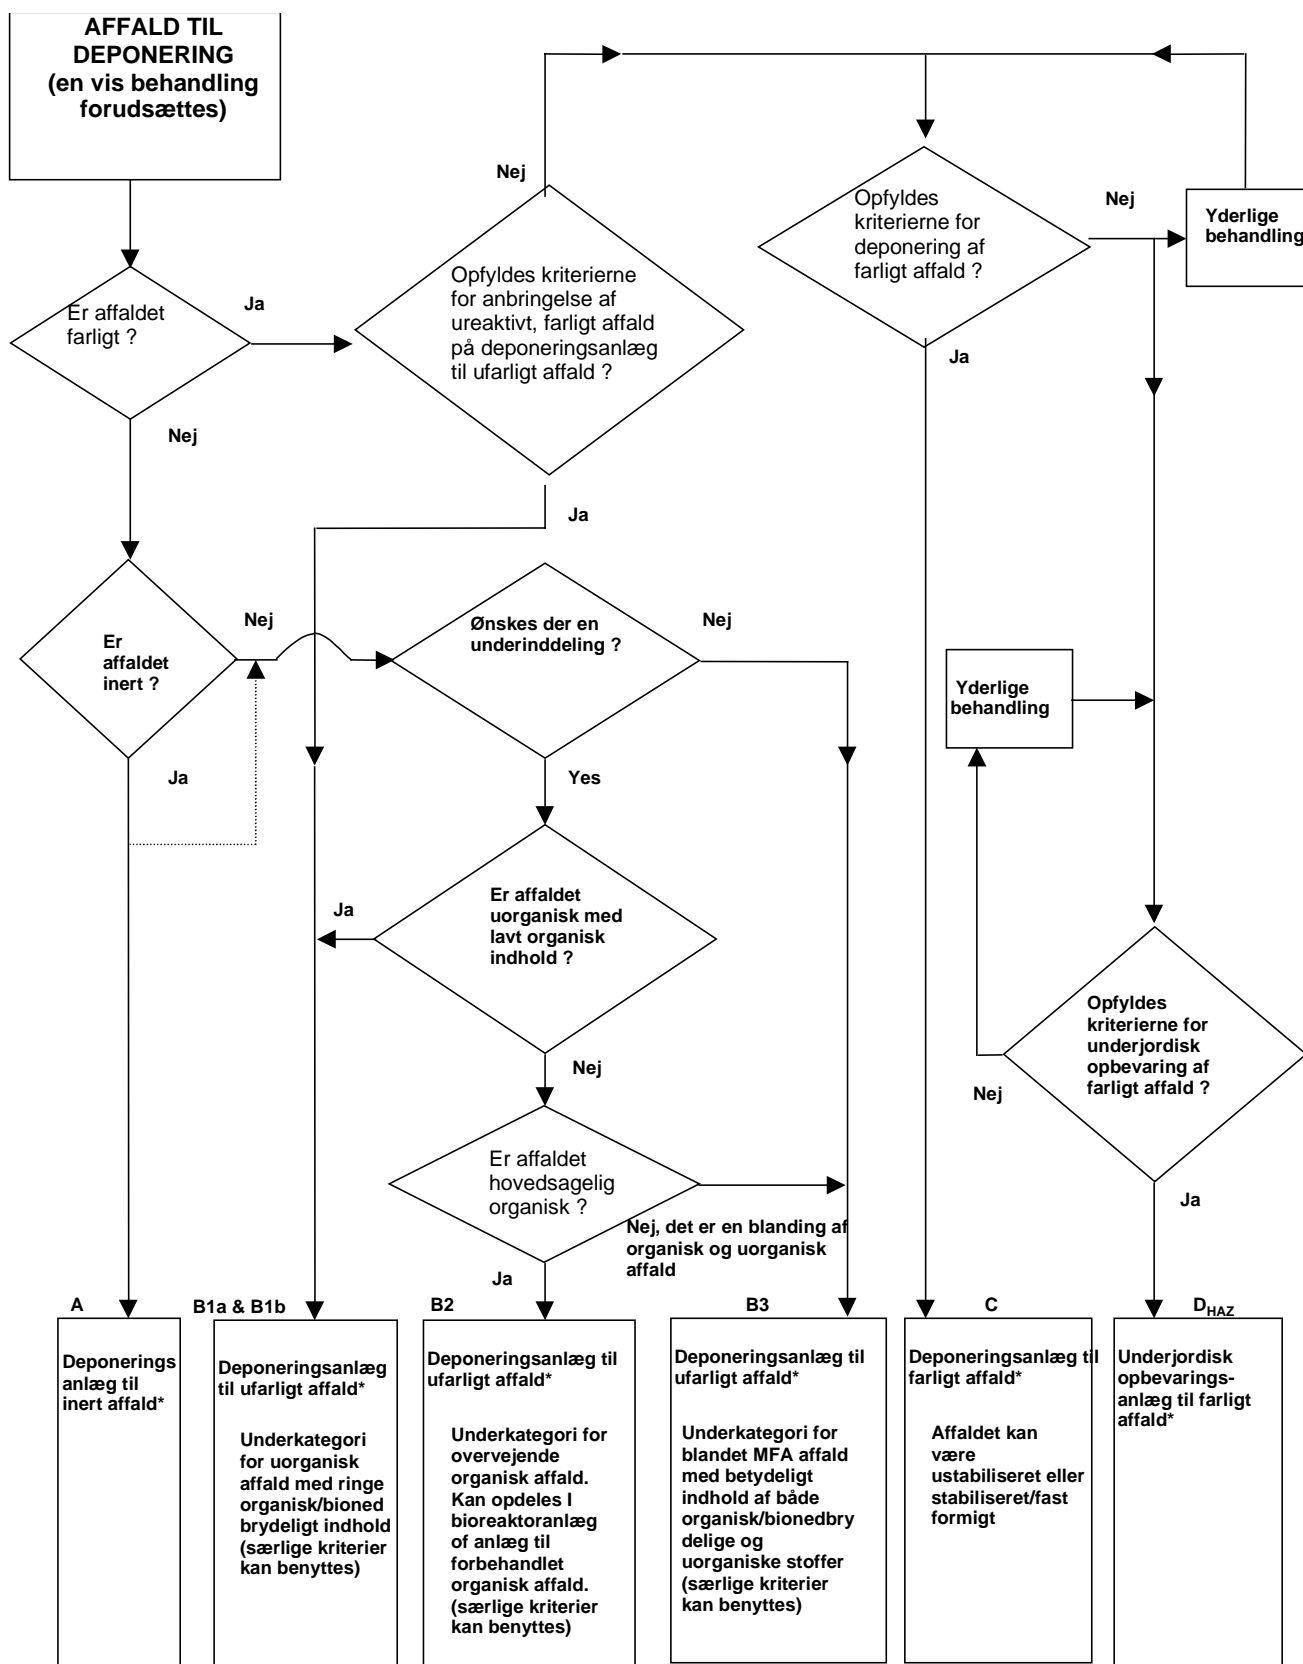 AFFALD TIL
DEPONERING
(en vis behandling
forudsættes)
Nej
Opfyldes
kriterierne for
deponering af
farligt affald ?
Nej
Yderlige
behandling
Er affaldet
farligt ?
Ja
Opfyldes kriterierne
for anbringelse af
ureaktivt, farligt affald
på deponeringsanlæg
til ufarligt affald ?
Ja
Nej
Ja
Er
affaldet
inert ?
Nej
Ønskes der en
underinddeling ?
Nej
Yderlige
behandling
Ja
Yes
Er affaldet
uorganisk med
lavt organisk
indhold ?
Ja
Opfyldes
kriterierne for
underjordisk
opbevaring af
farligt affald ?
Nej
Nej
Er affaldet
hovedsagelig
organisk ?
Nej, det er en blanding af
organisk og uorganisk
affald
Ja
Ja
A
Deponerings
anlæg til
inert affald*
B1a & B1b
Deponeringsanlæg
til ufarligt affald*
Underkategori
for uorganisk
affald med ringe
organisk/bioned
brydeligt indhold
(særlige kriterier
kan benyttes)
B2
Deponeringsanlæg til
ufarligt affald*
Underkategori for
overvejende
organisk affald.
Kan opdeles I
bioreaktoranlæg
of anlæg til
forbehandlet
organisk affald.
(særlige kriterier
kan benyttes)
B3
Deponeringsanlæg til
ufarligt affald*
Underkategori for
blandet MFA affald
med betydeligt
indhold af både
organisk/bionedbry
delige og
uorganiske stoffer
(særlige kriterier
kan benyttes)
C
Deponeringsanlæg til
farligt affald*
Affaldet kan
være
ustabiliseret eller
stabiliseret/fast
formigt
DHAZ
Underjordisk
opbevarings-
anlæg til farligt
affald*